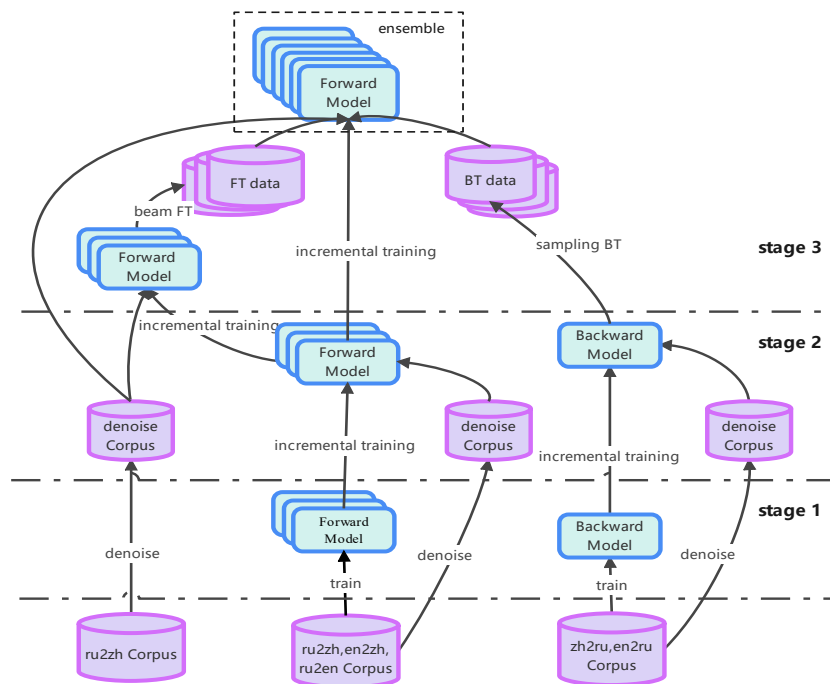 ensemble
Forward
Model
FT data
BT data
beam FT
Forward
Model
incremental training
sampling BT
stage 3
incremental training
Forward
Model
Backward
Model
stage 2
denoise
Corpus
denoise
Corpus
denoise
Corpus
incremental training
incremental training
stage 1
Forward
Model
Backward
Model
denoise
denoise
denoise
train
train
ru2zh Corpus
ru2zh,en2zh,
ru2en Corpus
zh2ru,en2ru
Corpus